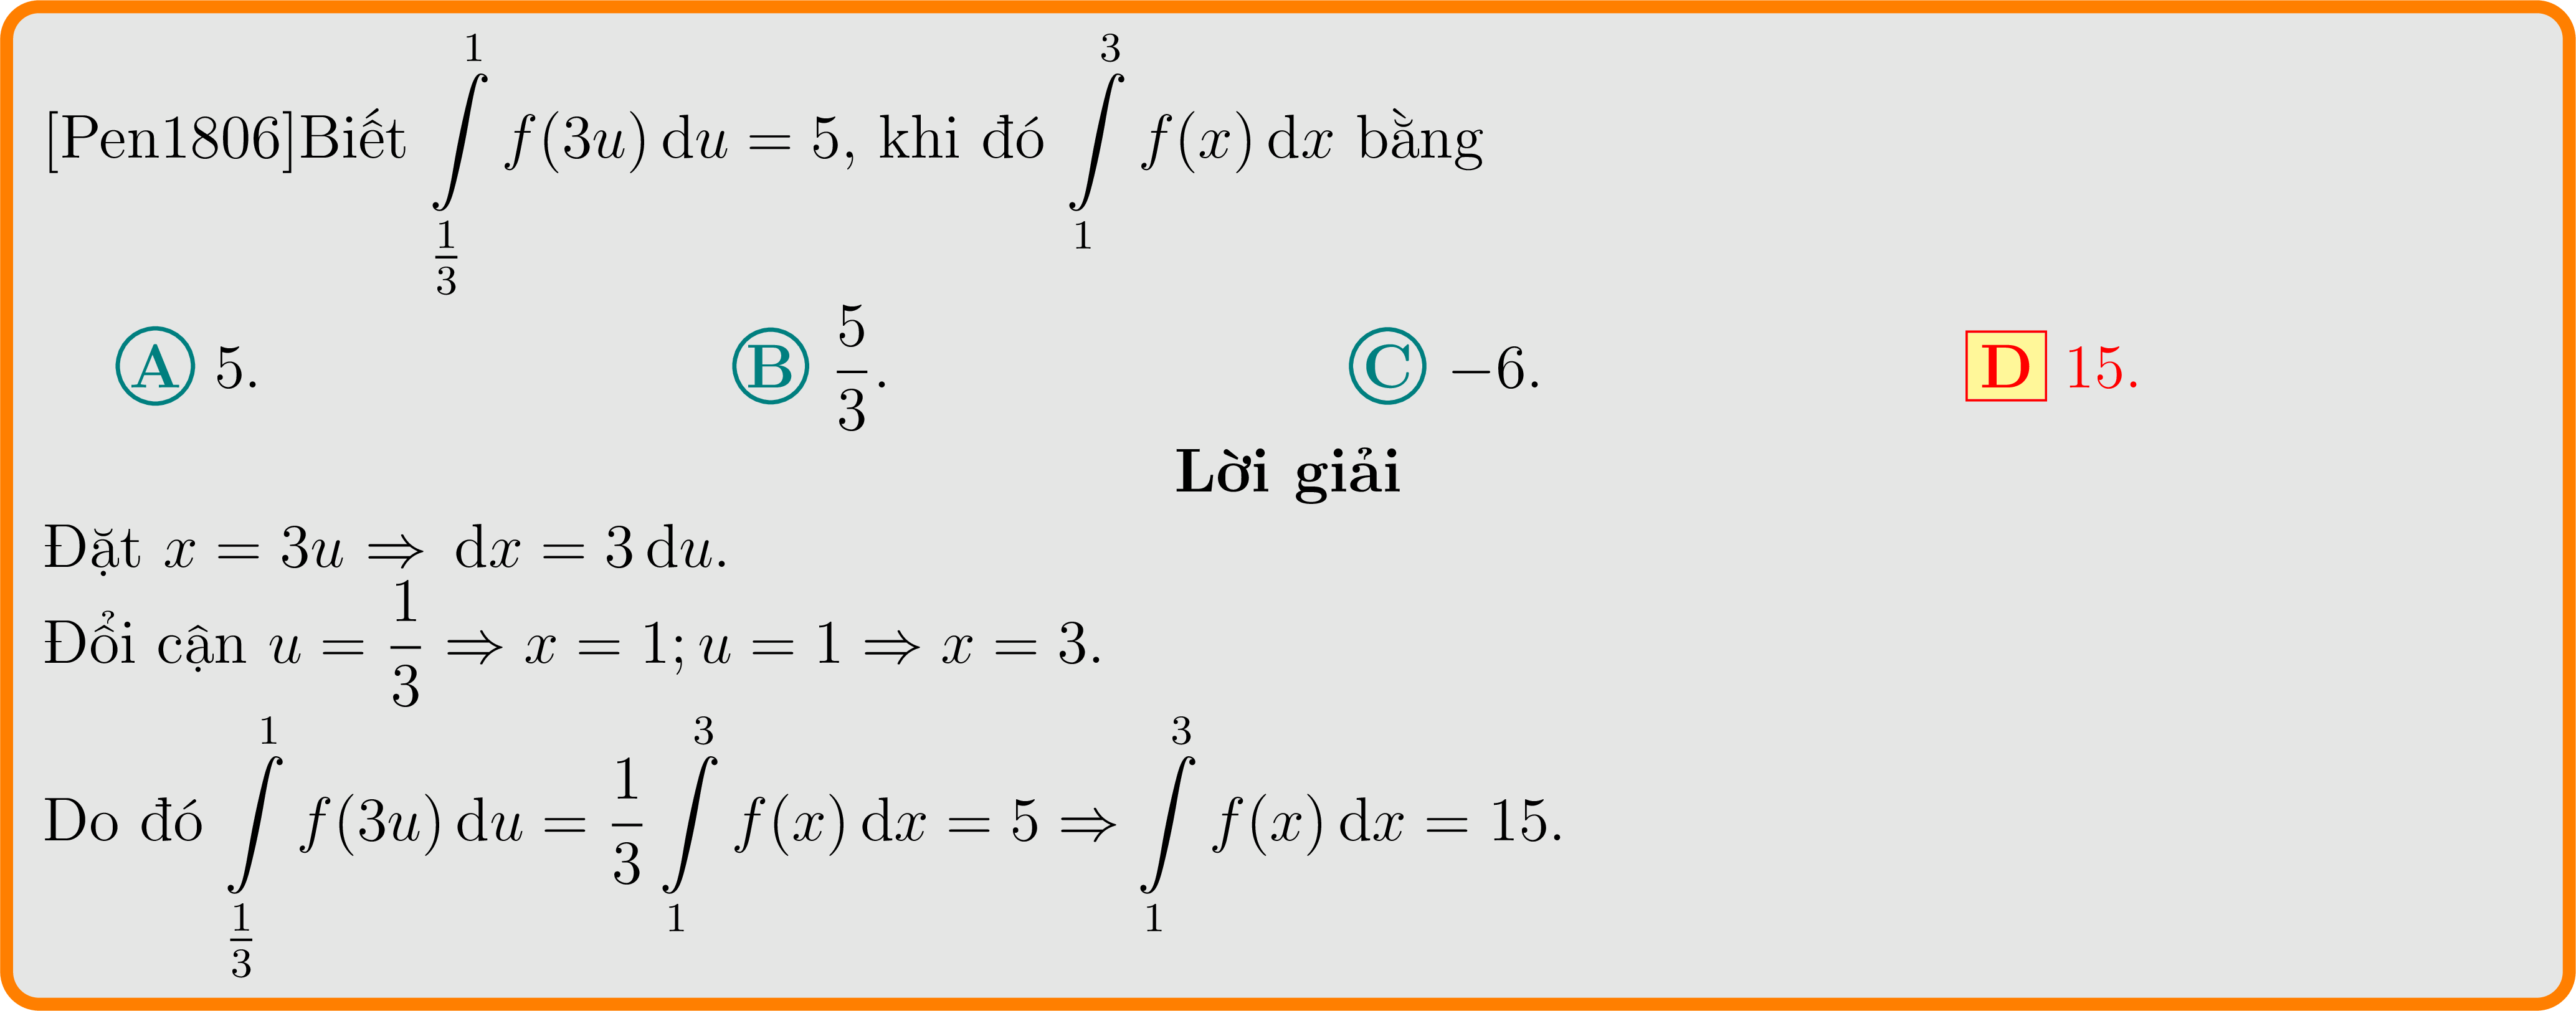 [Pen1806]Biết $\int\limits_{\frac{1}{3}}^{1} f(3u)\,\mathrm{d}u = 5$, khi đó $\int\limits_{1}^{3} f(x)\,\mathrm{d}x$ bằng
A 5. B $\dfrac{5}{3}$. C −6. D 15.
Lời giải
Đặt $x = 3u \Rightarrow \mathrm{d}x = 3\,\mathrm{d}u$.
Đổi cận $u = \dfrac{1}{3} \Rightarrow x = 1; u = 1 \Rightarrow x = 3$.
Do đó $\int\limits_{\frac{1}{3}}^{1} f(3u)\,\mathrm{d}u = \dfrac{1}{3} \int\limits_{1}^{3} f(x)\,\mathrm{d}x = 5 \Rightarrow \int\limits_{1}^{3} f(x)\,\mathrm{d}x = 15$.